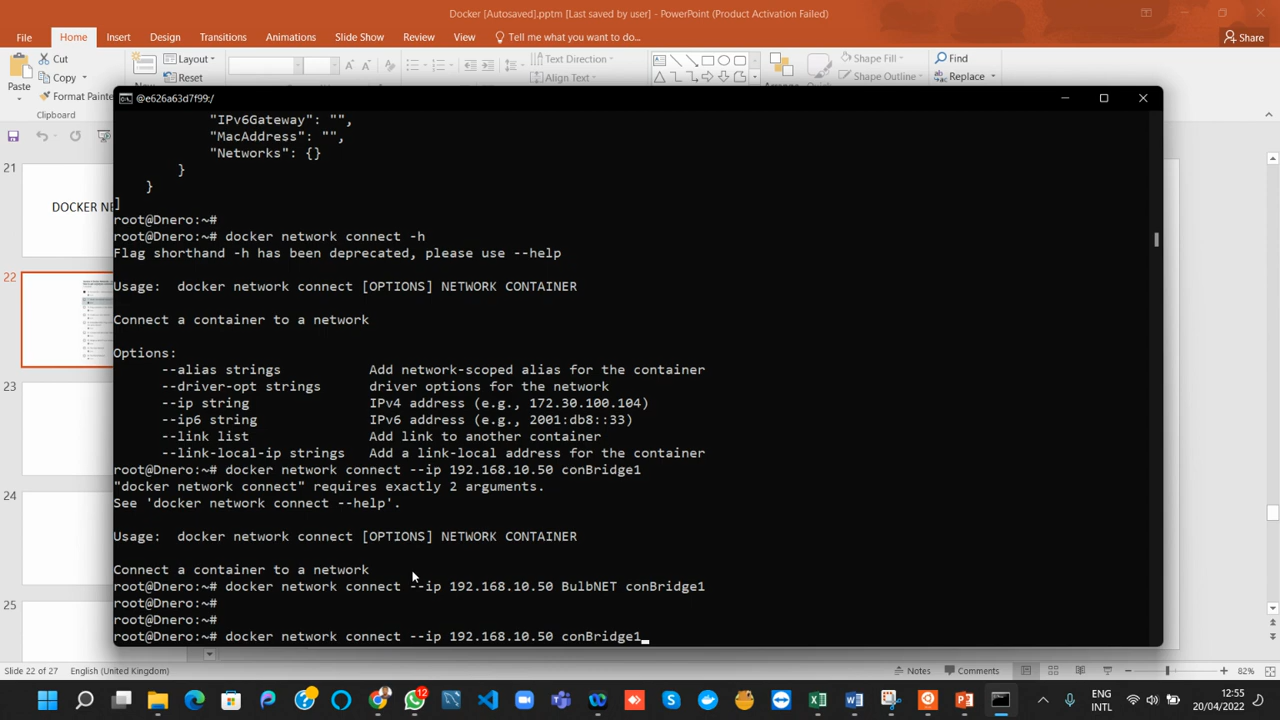 Docker [Autosaved].pptm [Last saved by user] - PowerPoint (Product Activation Failed)
File Home Insert Design Transitions Animations Slide Show Review View Tell me what you want to do... Share
Cut
Copy
Format Painte
Paste
Clipboard
Layout
Reset
Text Direction
Align Text
Shape Fill
Shape Outline
Find
Replace
@e626a63d7f99:/
"IPv6Gateway": "",
"MacAddress": "",
"Networks": {}
}
}
]
root@Dnero:~#
root@Dnero:~# docker network connect -h
Flag shorthand -h has been deprecated, please use --help
Usage:  docker network connect [OPTIONS] NETWORK CONTAINER
Connect a container to a network
Options:
--alias strings Add network-scoped alias for the container
--driver-opt strings driver options for the network
--ip string IPv4 address (e.g., 172.30.100.104)
--ip6 string IPv6 address (e.g., 2001:db8::33)
--link list Add link to another container
--link-local-ip strings Add a link-local address for the container
root@Dnero:~# docker network connect --ip 192.168.10.50 conBridge1
"docker network connect" requires exactly 2 arguments.
See 'docker network connect --help'.
Usage:  docker network connect [OPTIONS] NETWORK CONTAINER
Connect a container to a network
root@Dnero:~# docker network connect --ip 192.168.10.50 BulbNET conBridge1
root@Dnero:~#
root@Dnero:~#
root@Dnero:~# docker network connect --ip 192.168.10.50 conBridge1_
21
DOCKER NE
22
23
24
25
Slide 22 of 27 English (United Kingdom) Notes Comments 82%
12
ENG
INTL
12:55
20/04/2022